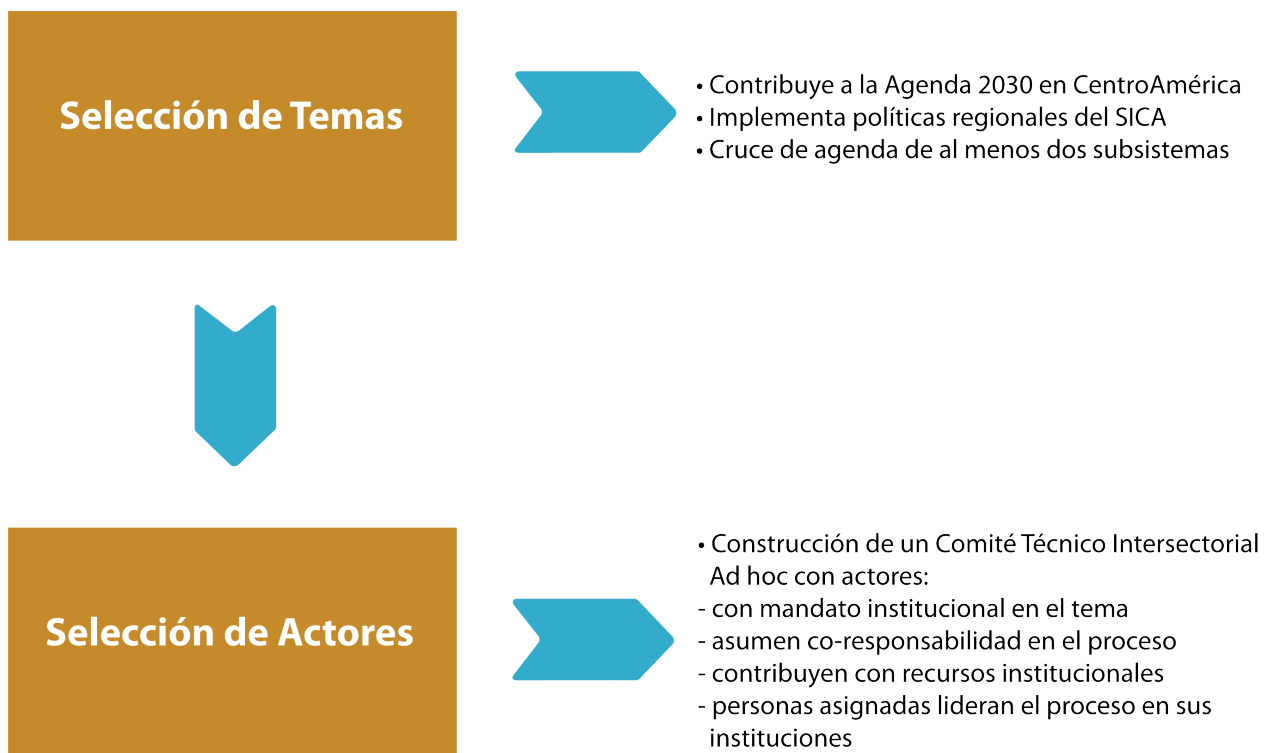 Selección de Temas
• Contribuye a la Agenda 2030 en CentroAmérica
• Implementa políticas regionales del SICA
• Cruce de agenda de al menos dos subsistemas
Selección de Actores
• Construcción de un Comité Técnico Intersectorial
Ad hoc con actores:
- con mandato institucional en el tema
- asumen co-responsabilidad en el proceso
- contribuyen con recursos institucionales
- personas asignadas lideran el proceso en sus
instituciones